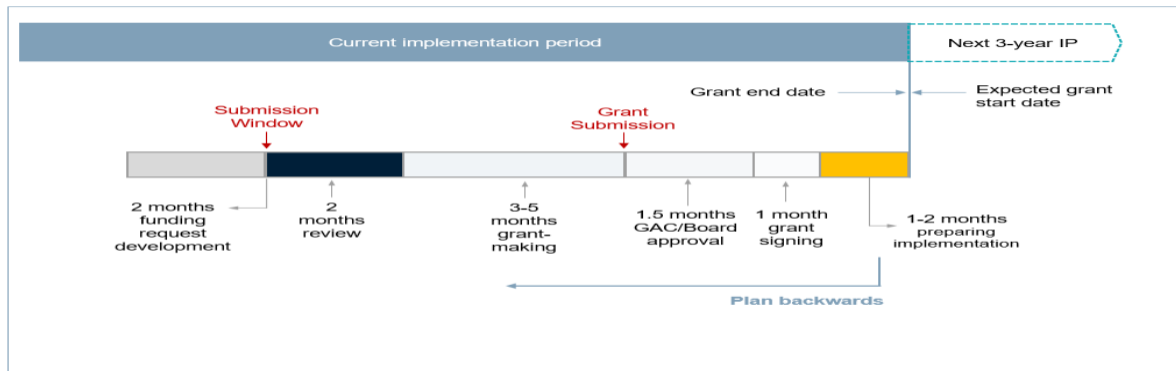 Current implementation period
Next 3-year IP
Grant end date
Expected grant
start date
Submission
Window
Grant
Submission
2 months
funding
request
development
2
months
review
3-5
months
grant-
making
1.5 months
GAC/Board
approval
1 month
grant
signing
1-2 months
preparing
implementation
Plan backwards